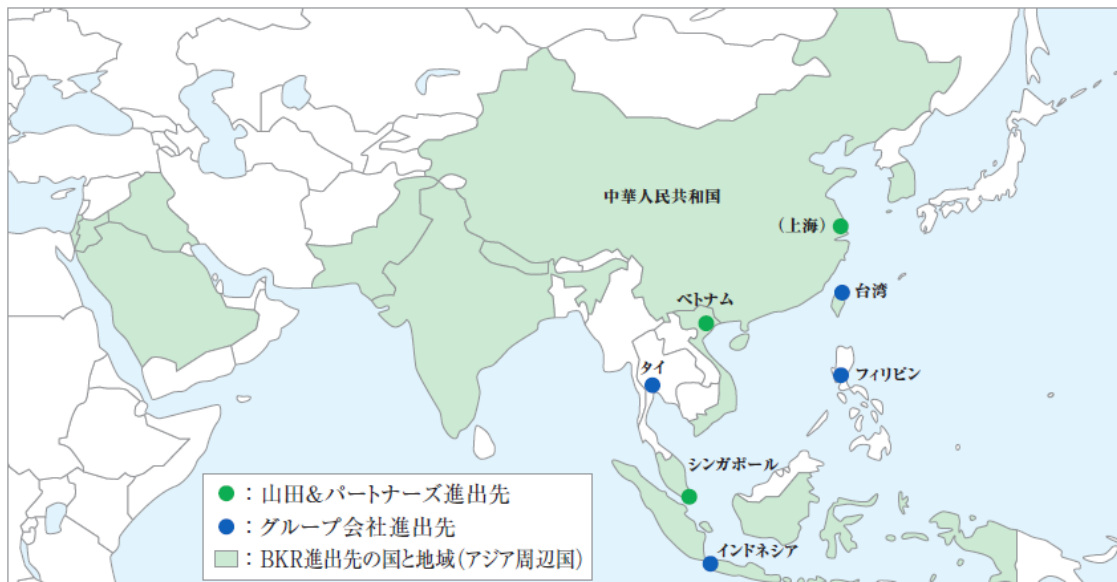 中華人民共和国
（上海）
台湾
ベトナム
タイ
フィリピン
シンガポール
インドネシア
：山田&パートナーズ進出先
：グループ会社進出先
：BKR進出先の国と地域（アジア周辺国）